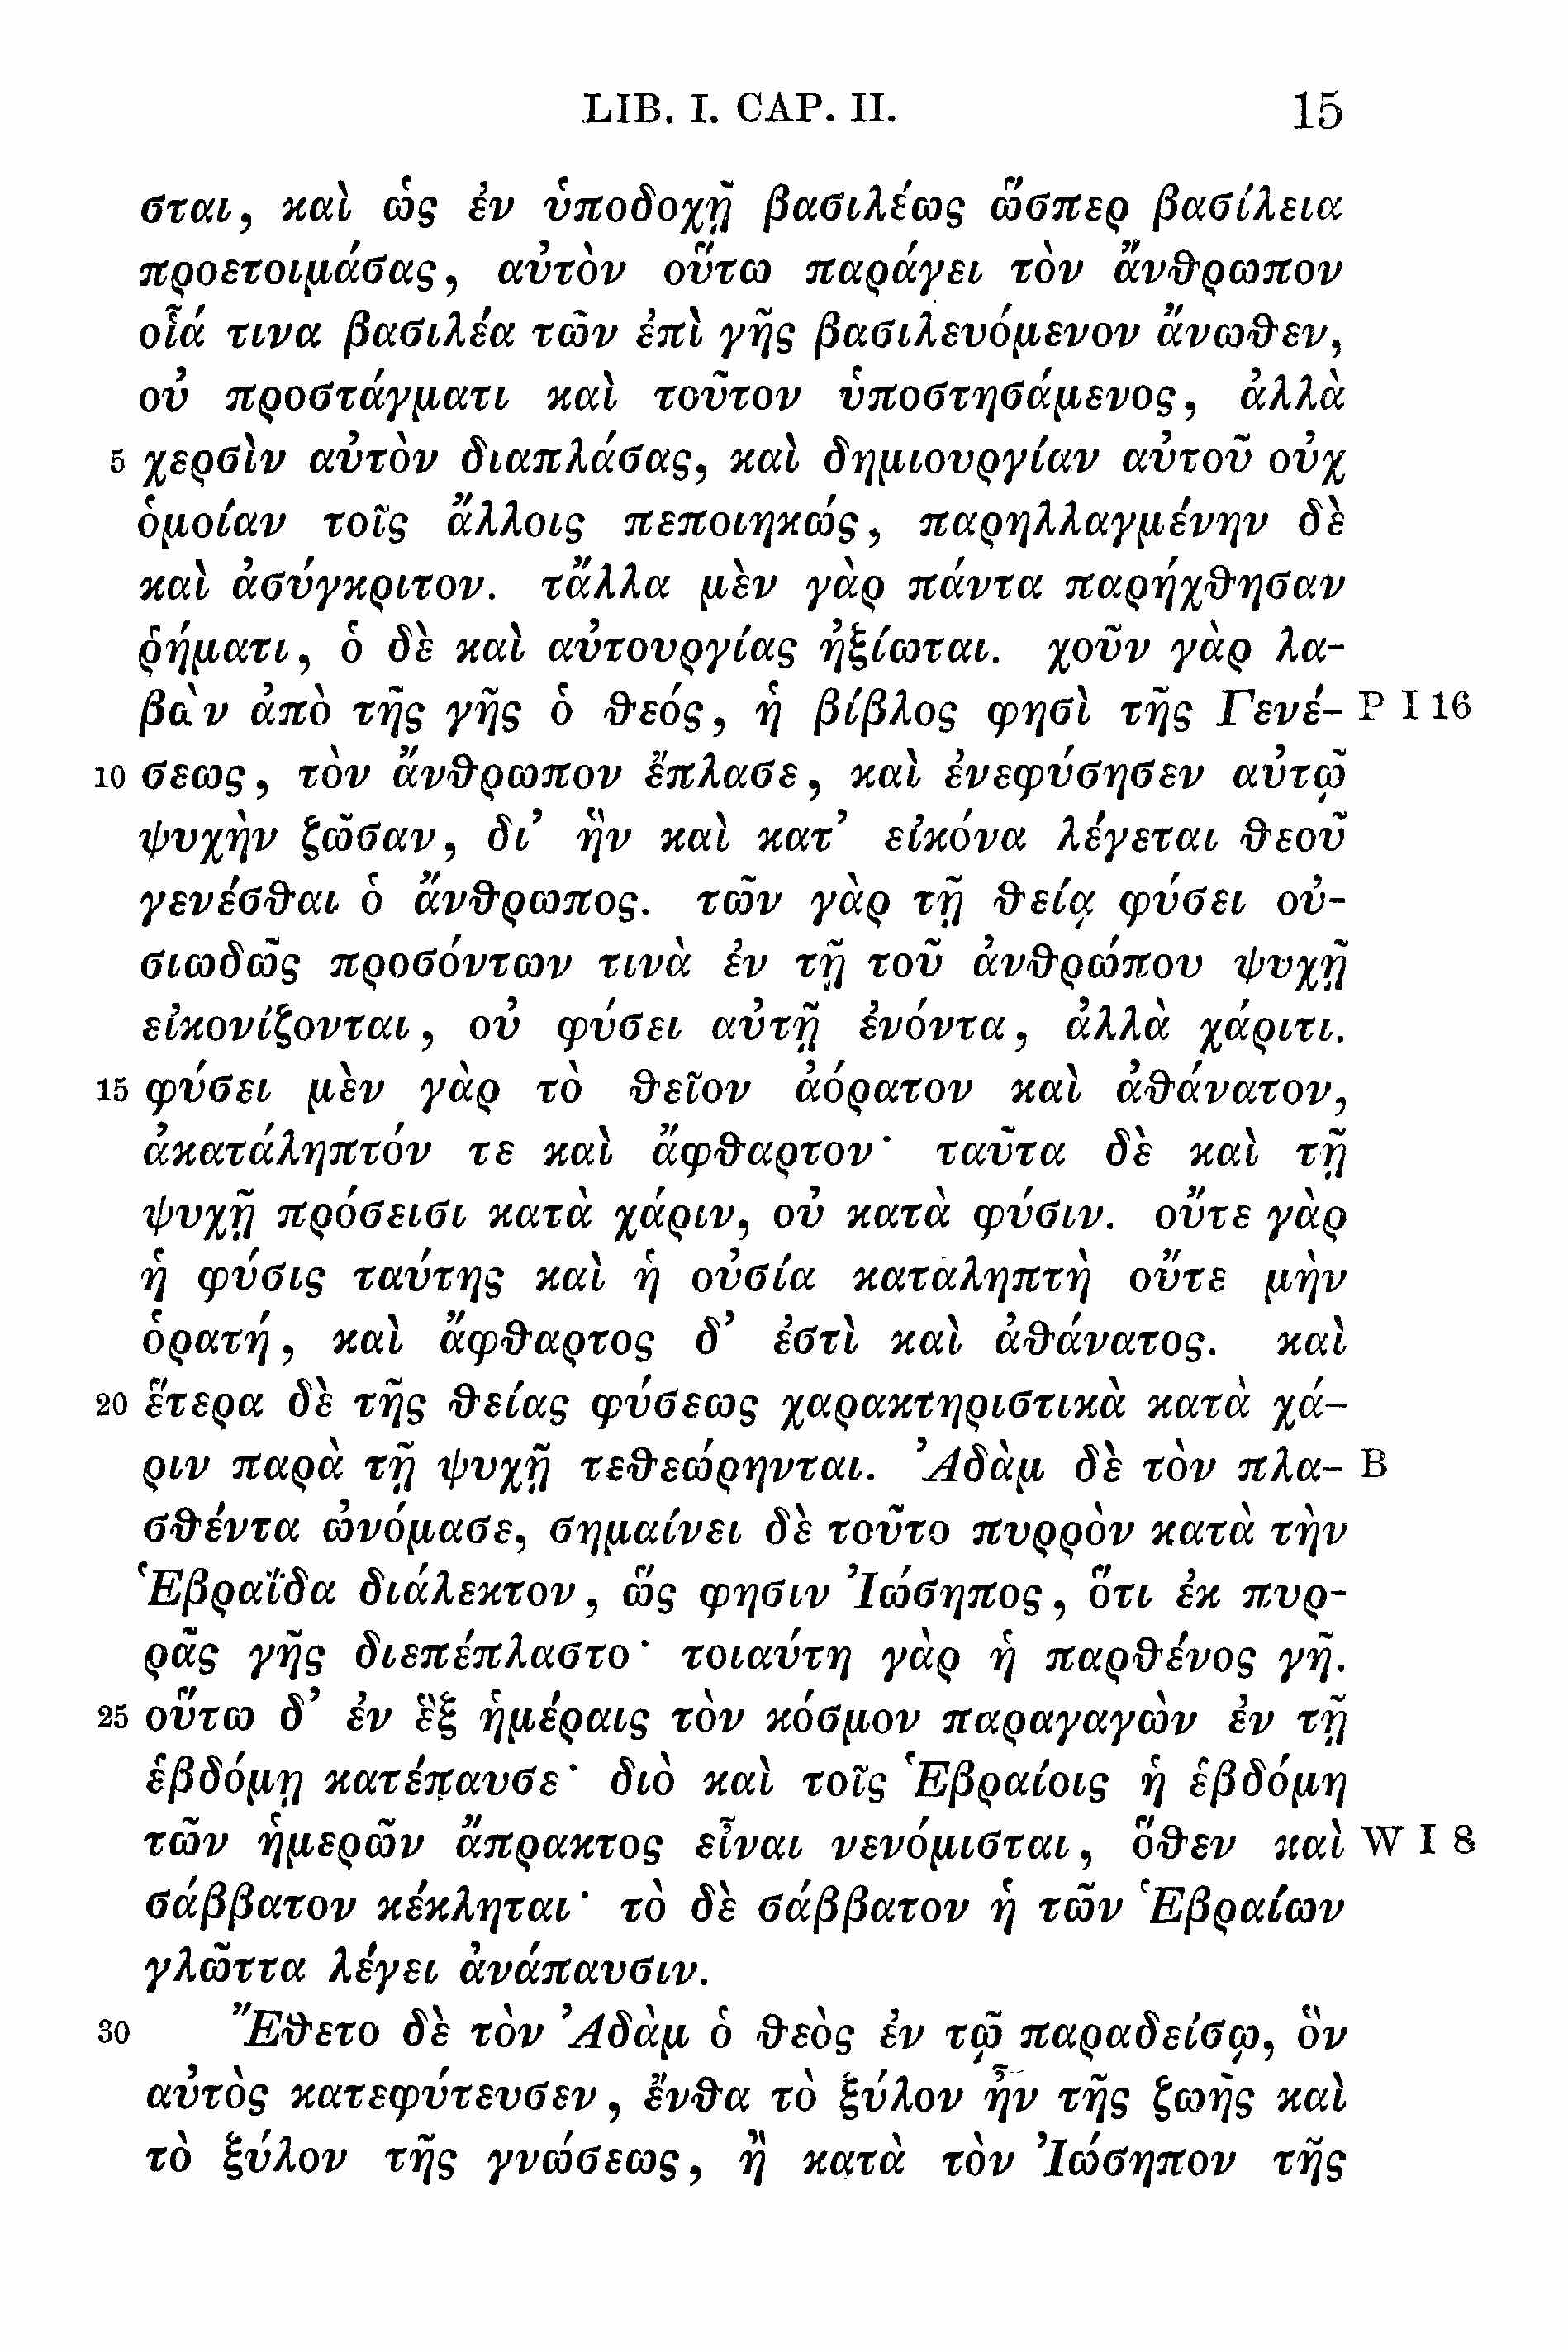 LIB. I. CAP. II. 15
σται, καὶ ὡς ἐν ὑποδοχῇ βασιλέως ὥσπερ βασίλεια
προετοιμάσας, αὐτὸν οὕτω παράγει τὸν ἄνθρωπον
οἷά τινα βασιλέα τῶν ἐπὶ γῆς βασιλευόμενον ἄνωθεν,
οὐ προστάγματι καὶ τοῦτον ὑποστησάμενος, ἀλλὰ
5 χερσὶν αὐτὸν διαπλάσας, καὶ δημιουργίαν αὐτοῦ οὐχ
ὁμοίαν τοῖς ἄλλοις πεποιηκώς, παρηλλαγμένην δὲ
καὶ ἀσύγκριτον. τἄλλα μὲν γὰρ πάντα παρήχθησαν
ῥήματι, ὁ δὲ καὶ αὐτουργίας ἠξίωται. χοῦν γὰρ λα-
βὰν ἀπὸ τῆς γῆς ὁ θεός, ἡ βίβλος φησὶ τῆς Γενέ- P I 16
10 σεως, τὸν ἄνθρωπον ἔπλασε, καὶ ἐνεφύσησεν αὐτῷ
ψυχὴν ζῶσαν, δι’ ἣν καὶ κατ’ εἰκόνα λέγεται θεοῦ
γενέσθαι ὁ ἄνθρωπος. τῶν γὰρ τῇ θείᾳ φύσει οὐ-
σιωδῶς προσόντων τινὰ ἐν τῇ τοῦ ἀνθρώπου ψυχῇ
εἰκονίζονται, οὐ φύσει αὐτῇ ἐνόντα, ἀλλὰ χάριτι.
15 φύσει μὲν γὰρ τὸ θεῖον ἀόρατον καὶ ἀθάνατον,
ἀκατάληπτόν τε καὶ ἄφθαρτον· ταῦτα δὲ καὶ τῇ
ψυχῇ πρόσεισι κατὰ χάριν, οὐ κατὰ φύσιν. οὔτε γὰρ
ἡ φύσις ταύτης καὶ ἡ οὐσία καταληπτὴ οὔτε μὴν
ὁρατή, καὶ ἄφθαρτος δ’ ἐστὶ καὶ ἀθάνατος. καὶ
20 ἕτερα δὲ τῆς θείας φύσεως χαρακτηριστικὰ κατὰ χά-
ριν παρὰ τῇ ψυχῇ τεθεώρηνται. Ἀδὰμ δὲ τὸν πλα- B
σθέντα ὠνόμασε, σημαίνει δὲ τοῦτο πυρρὸν κατὰ τὴν
Ἑβραΐδα διάλεκτον, ὥς φησιν Ἰώσηπος, ὅτι ἐκ πυρ-
ρᾶς γῆς διεπέπλαστο· τοιαύτη γὰρ ἡ παρθένος γῆ.
25 οὕτω δ’ ἐν ἓξ ἡμέραις τὸν κόσμον παραγαγὼν ἐν τῇ
ἑβδόμῃ κατέπαυσε· διὸ καὶ τοῖς Ἑβραίοις ἡ ἑβδόμη
τῶν ἡμερῶν ἄπρακτος εἶναι νενόμισται, ὅθεν καὶ W I 8
σάββατον κέκληται· τὸ δὲ σάββατον ἡ τῶν Ἑβραίων
γλῶττα λέγει ἀνάπαυσιν.
30 Ἔθετο δὲ τὸν Ἀδὰμ ὁ θεὸς ἐν τῷ παραδείσῳ, ὃν
αὐτὸς κατεφύτευσεν, ἔνθα τὸ ξύλον ἦν τῆς ζωῆς καὶ
τὸ ξύλον τῆς γνώσεως, ἢ κατὰ τὸν Ἰώσηπον τῆς